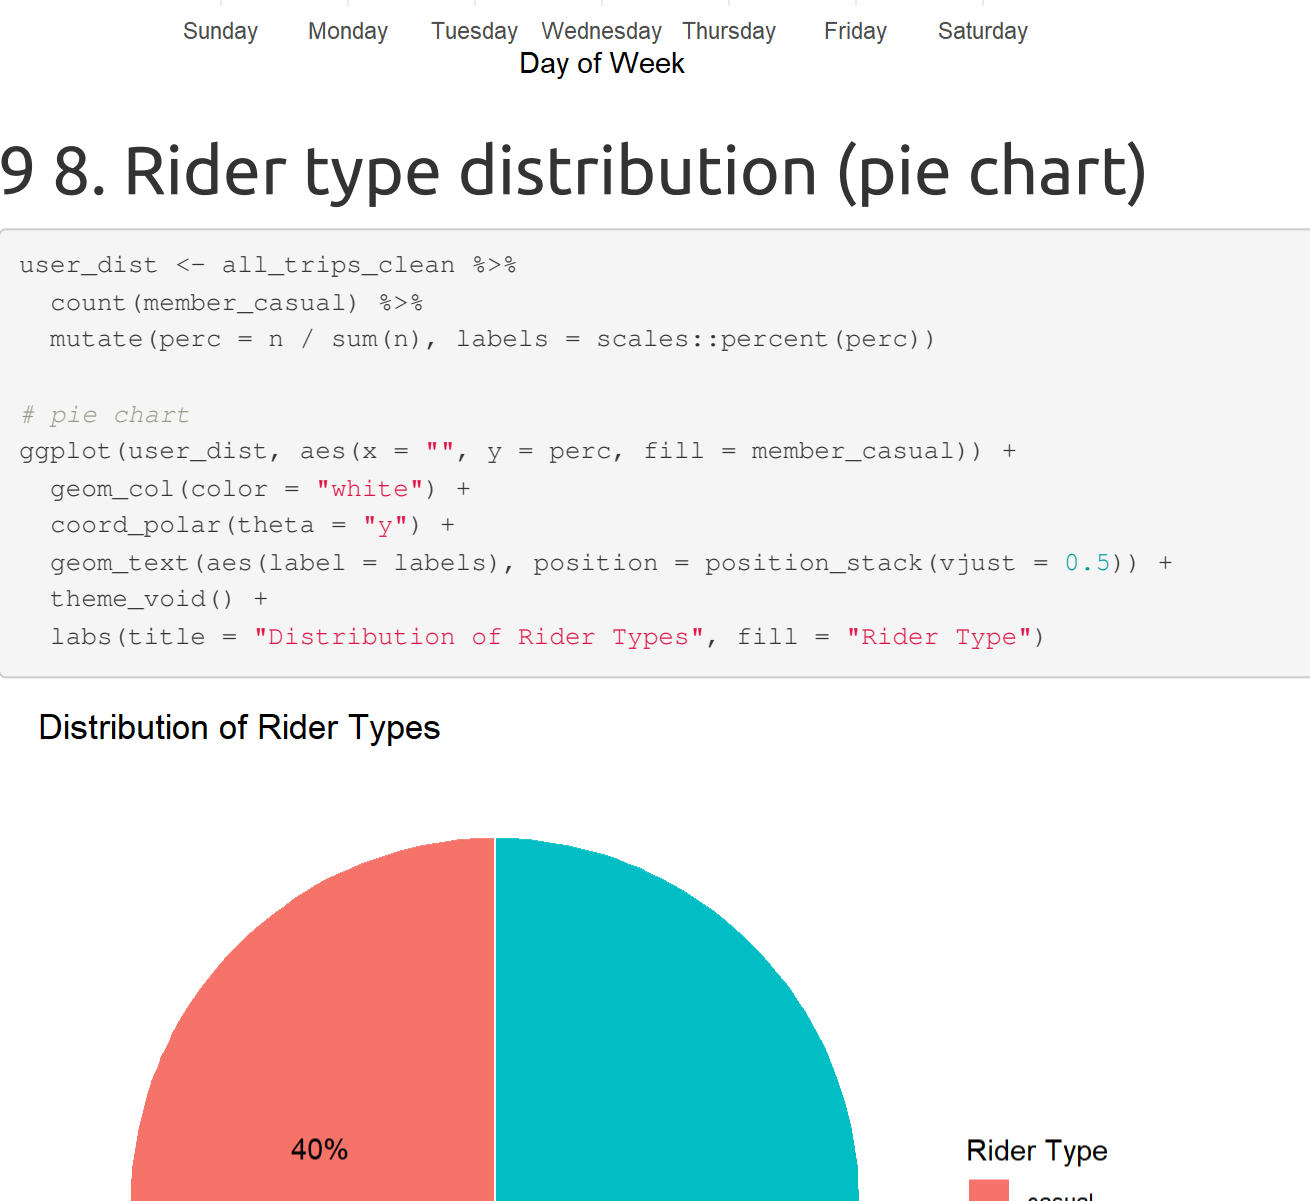 Sunday Monday Tuesday Wednesday Thursday Friday Saturday
Day of Week
9 8. Rider type distribution (pie chart)
user_dist <- all_trips_clean %>%
  count(member_casual) %>%
  mutate(perc = n / sum(n), labels = scales::percent(perc))
# pie chart
ggplot(user_dist, aes(x = "", y = perc, fill = member_casual)) +
  geom_col(color = "white") +
  coord_polar(theta = "y") +
  geom_text(aes(label = labels), position = position_stack(vjust = 0.5)) +
  theme_void() +
  labs(title = "Distribution of Rider Types", fill = "Rider Type")
Distribution of Rider Types
40%
Rider Type
casual